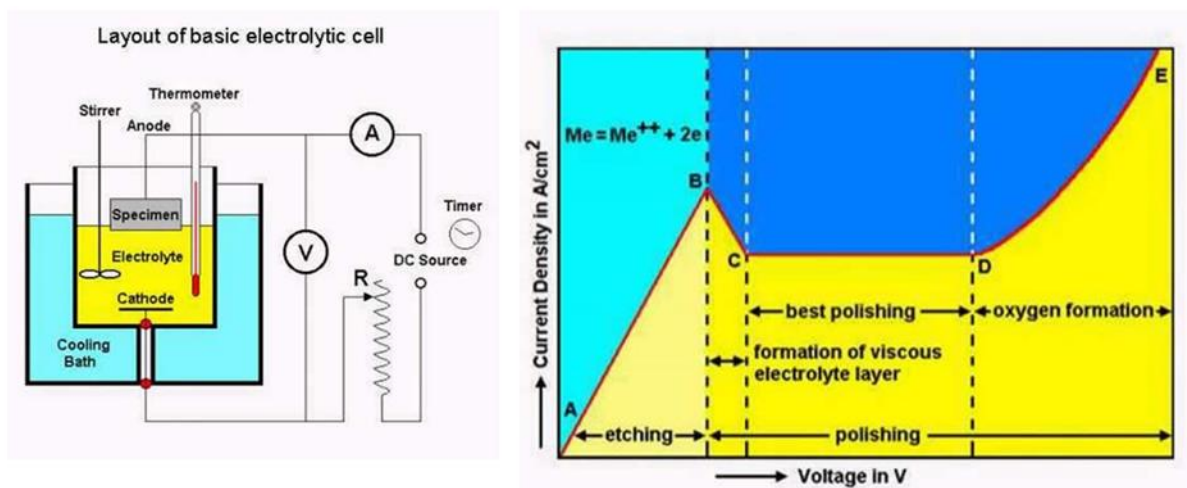 Layout of basic electrolytic cell
Thermometer
Stirrer
Anode
A
Specimen
Timer
Electrolyte
V
DC Source
R
Cathode
Cooling
Bath
Current Density in A/cm²
E
Me = Me⁺⁺ + 2e
B
C
D
best polishing
oxygen formation
formation of viscous
electrolyte layer
A
etching
polishing
Voltage in V